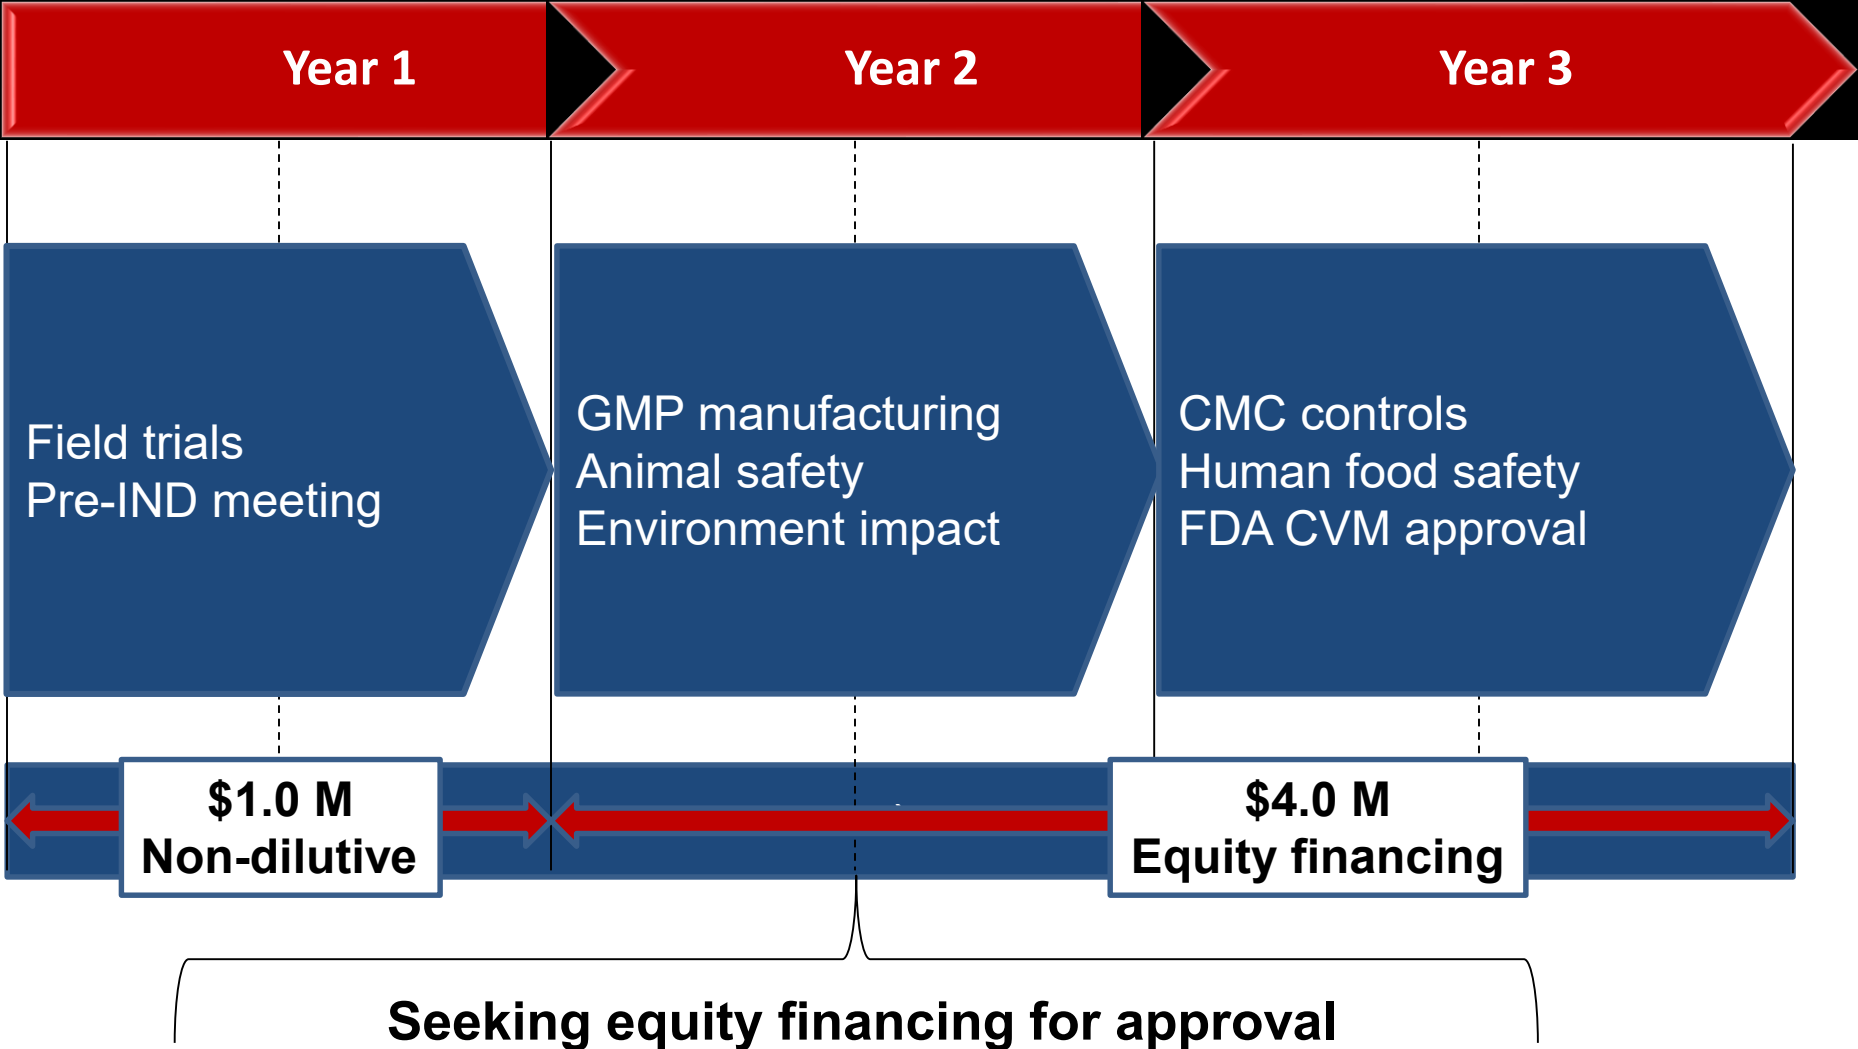 Year 1
Year 2
Year 3
Field trials
Pre-IND meeting
GMP manufacturing
Animal safety
Environment impact
CMC controls
Human food safety
FDA CVM approval
$1.0 M
Non-dilutive
$4.0 M
Equity financing
Seeking equity financing for approval